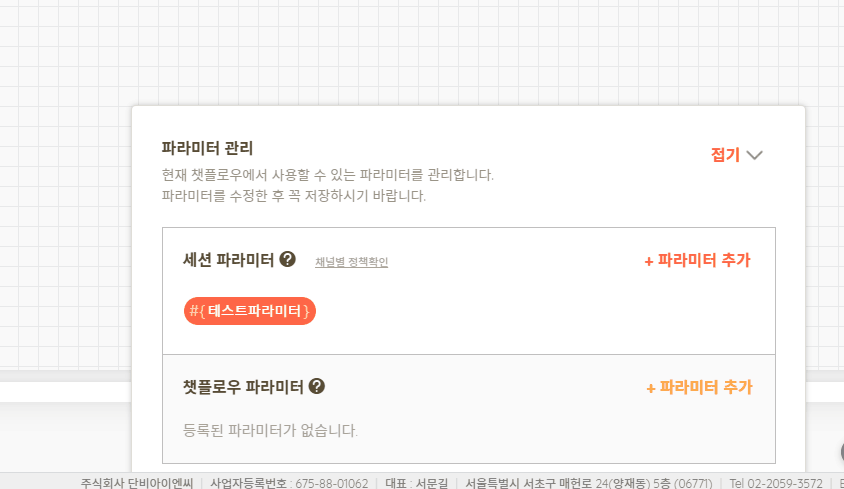 파라미터 관리
접기
현재 챗플로우에서 사용할 수 있는 파라미터를 관리합니다.
파라미터를 수정한 후 꼭 저장하시기 바랍니다.
세션 파라미터 ? 채널별 정책확인 + 파라미터 추가
#{테스트파라미터}
챗플로우 파라미터 ? + 파라미터 추가
등록된 파라미터가 없습니다.
주식회사 단비아이엔씨 | 사업자등록번호 : 675-88-01062 | 대표 : 서문길 | 서울특별시 서초구 매헌로 24(양재동) 5층 (06771) | Tel 02-2059-3572 |